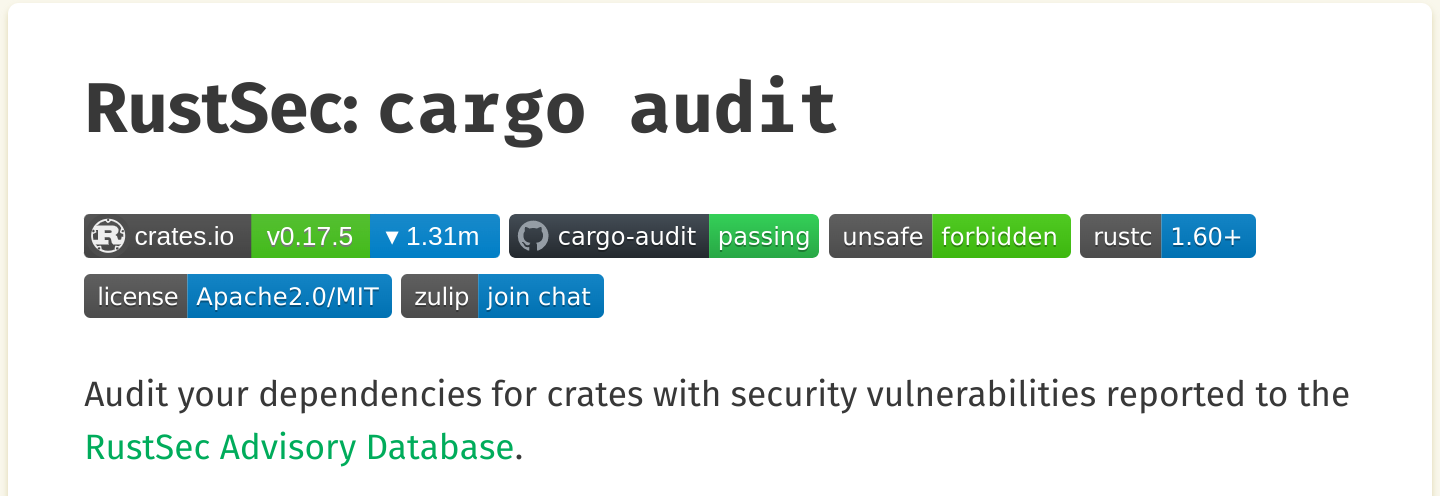 RustSec: cargo audit
crates.io v0.17.5 ▾ 1.31m cargo-audit passing unsafe forbidden rustc 1.60+
license Apache2.0/MIT zulip join chat
Audit your dependencies for crates with security vulnerabilities reported to the
RustSec Advisory Database.